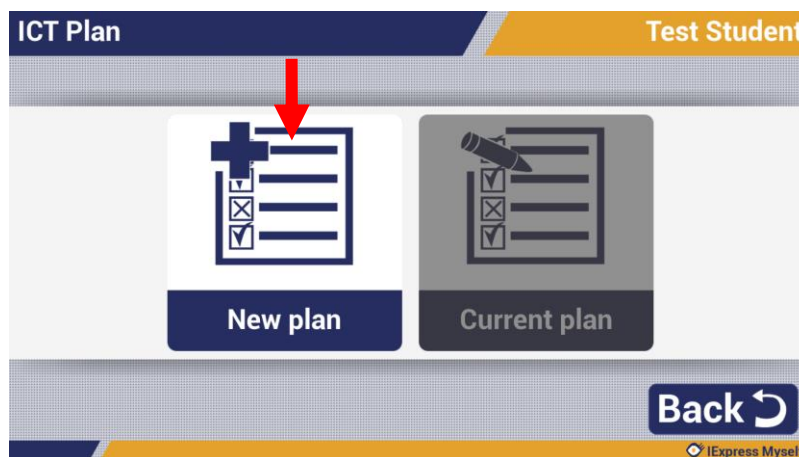 ICT Plan
Test Student
New plan
Current plan
Back
IExpress Mysel